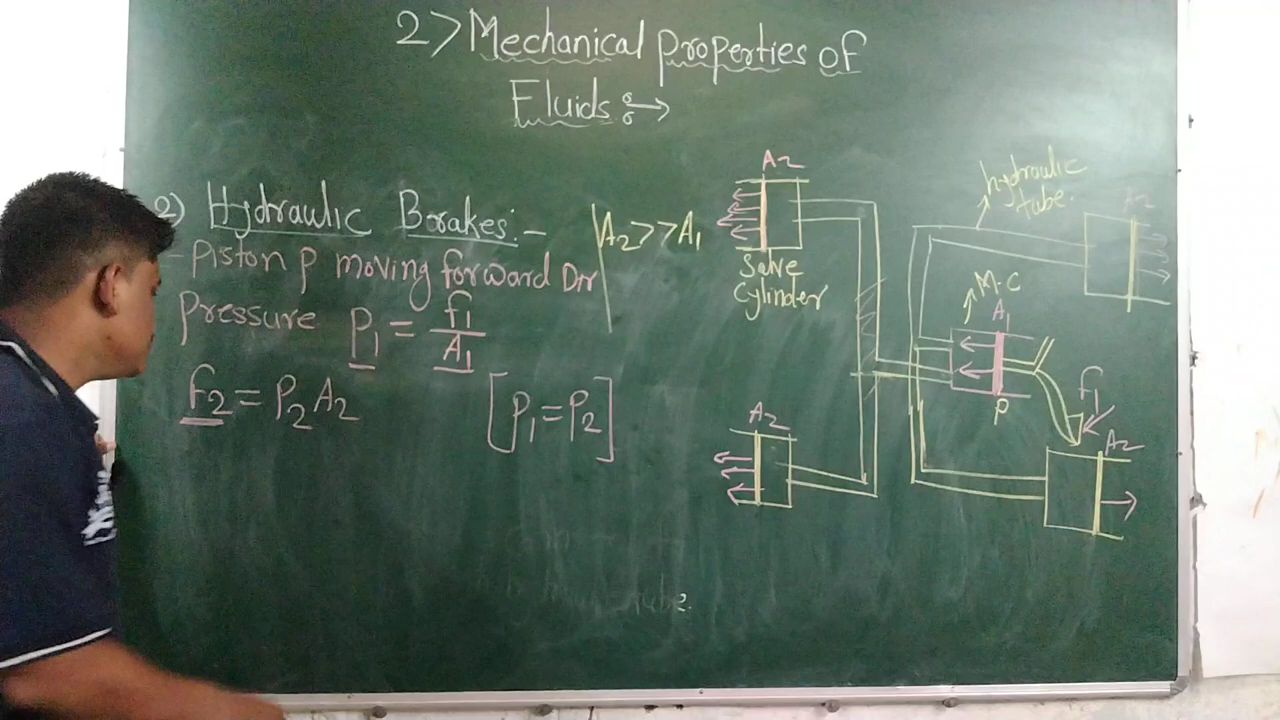 2> Mechanical properties of
Fluids :→
2) Hydraulic Brakes:-
- Piston p moving forward Dn
Pressure P1 = f1/A1
f2 = P2 A2
[P1 = P2]
A2 >> A1
A2
Salve
Cylinder
A2
hydraulic
tube.
A2
M.C
A1
P
f1
A2